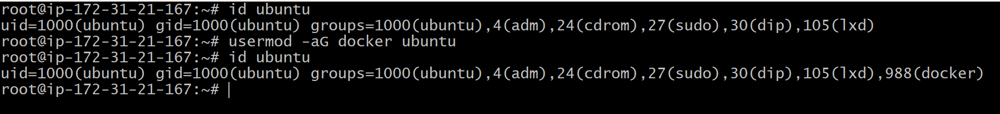 root@ip-172-31-21-167:~# id ubuntu
uid=1000(ubuntu) gid=1000(ubuntu) groups=1000(ubuntu),4(adm),24(cdrom),27(sudo),30(dip),105(lxd)
root@ip-172-31-21-167:~# usermod -aG docker ubuntu
root@ip-172-31-21-167:~# id ubuntu
uid=1000(ubuntu) gid=1000(ubuntu) groups=1000(ubuntu),4(adm),24(cdrom),27(sudo),30(dip),105(lxd),988(docker)
root@ip-172-31-21-167:~#